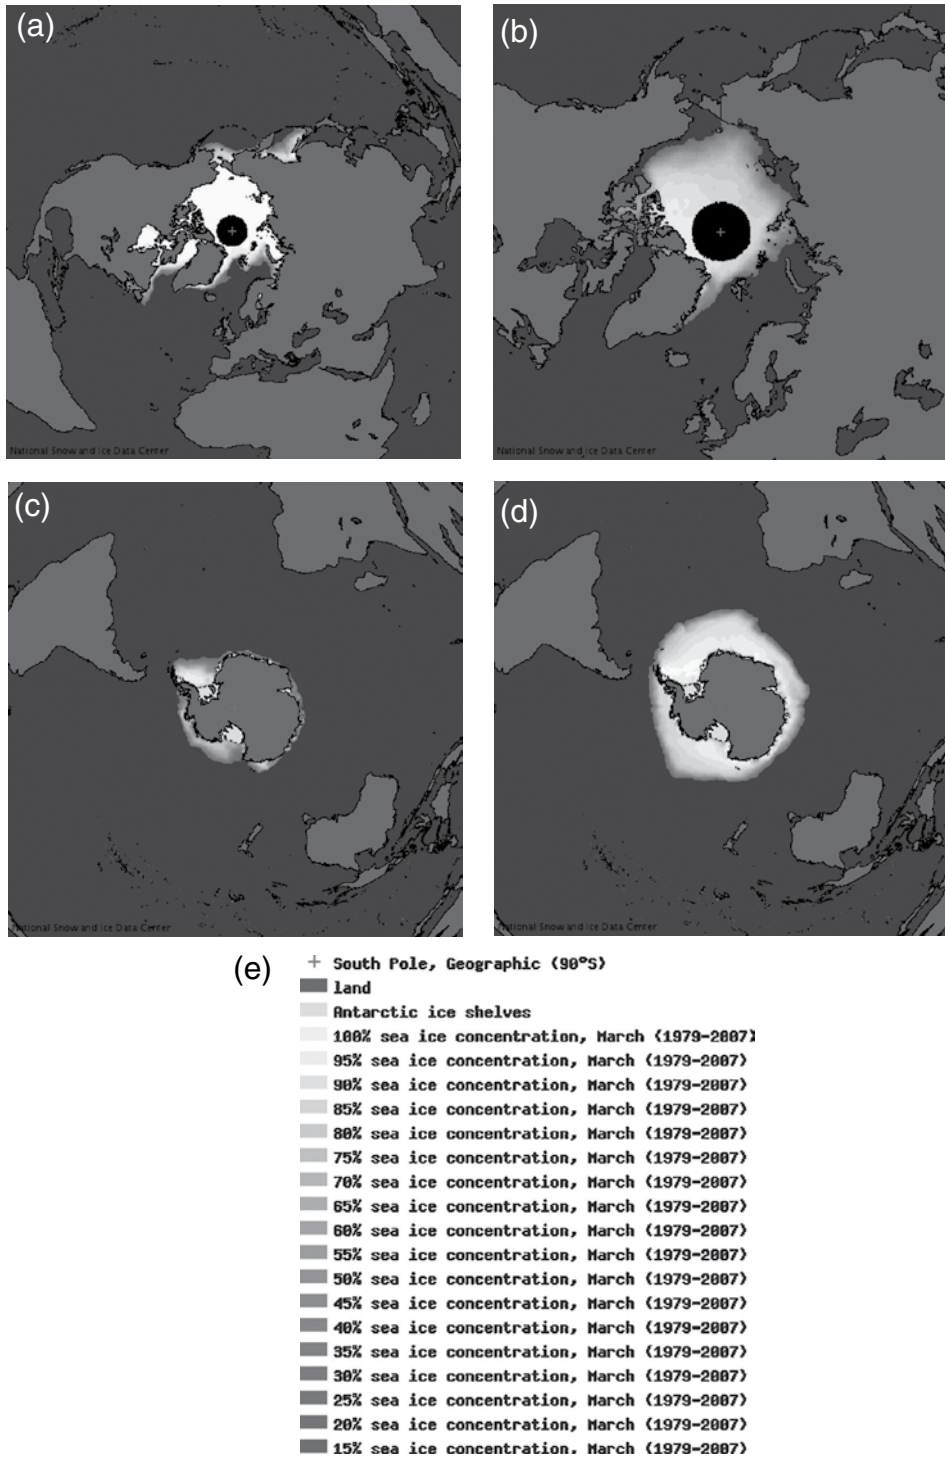 (a)
(b)
National Snow and Ice Data Center
National Snow and Ice Data Center
(c)
(d)
National Snow and Ice Data Center
National Snow and Ice Data Center
(e)
+ South Pole, Geographic (90°S)
land
Antarctic ice shelves
100% sea ice concentration, March (1979-2007)
95% sea ice concentration, March (1979-2007)
90% sea ice concentration, March (1979-2007)
85% sea ice concentration, March (1979-2007)
80% sea ice concentration, March (1979-2007)
75% sea ice concentration, March (1979-2007)
70% sea ice concentration, March (1979-2007)
65% sea ice concentration, March (1979-2007)
60% sea ice concentration, March (1979-2007)
55% sea ice concentration, March (1979-2007)
50% sea ice concentration, March (1979-2007)
45% sea ice concentration, March (1979-2007)
40% sea ice concentration, March (1979-2007)
35% sea ice concentration, March (1979-2007)
30% sea ice concentration, March (1979-2007)
25% sea ice concentration, March (1979-2007)
20% sea ice concentration, March (1979-2007)
15% sea ice concentration, March (1979-2007)